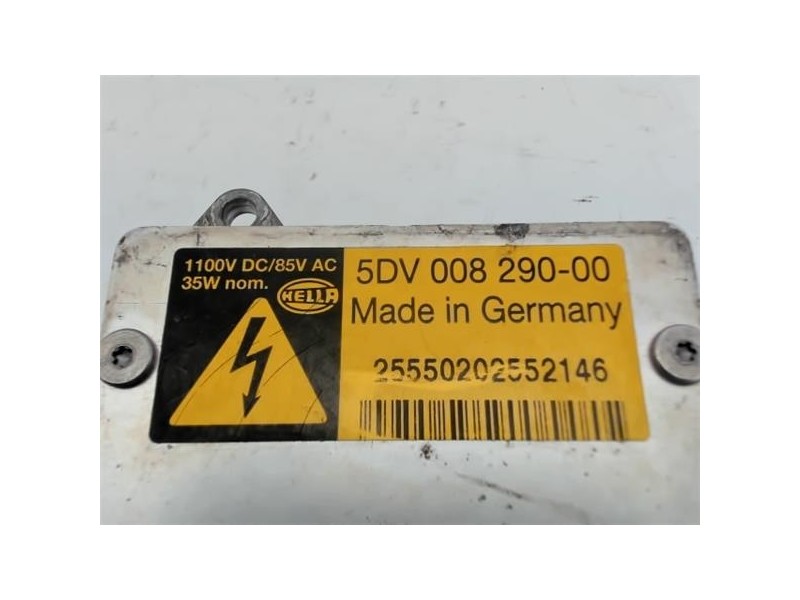 1100V DC/85V AC
35W nom.
HELLA
5DV 008 290-00
Made in Germany
25550202552146